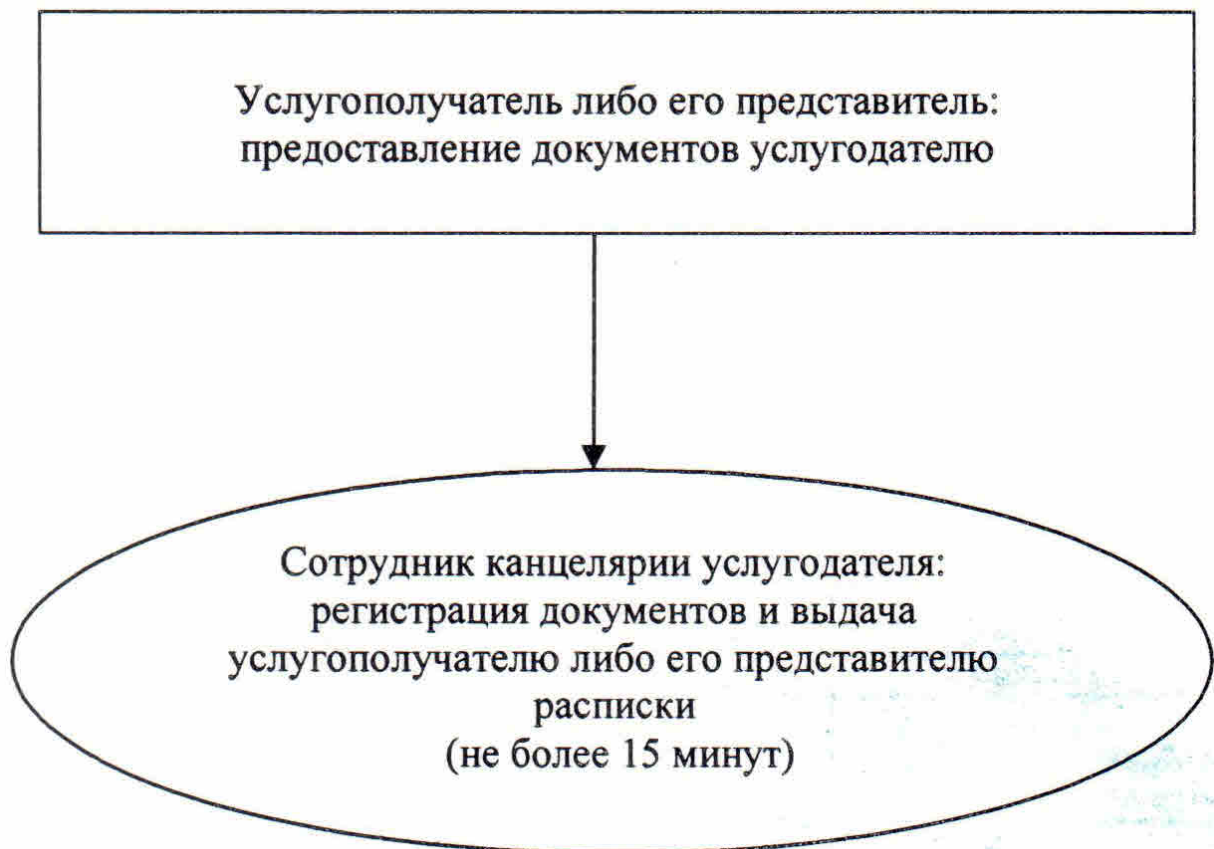 Услугополучатель либо его представитель:
предоставление документов услугодателю
Сотрудник канцелярии услугодателя:
регистрация документов и выдача
услугополучателю либо его представителю
расписки
(не более 15 минут)